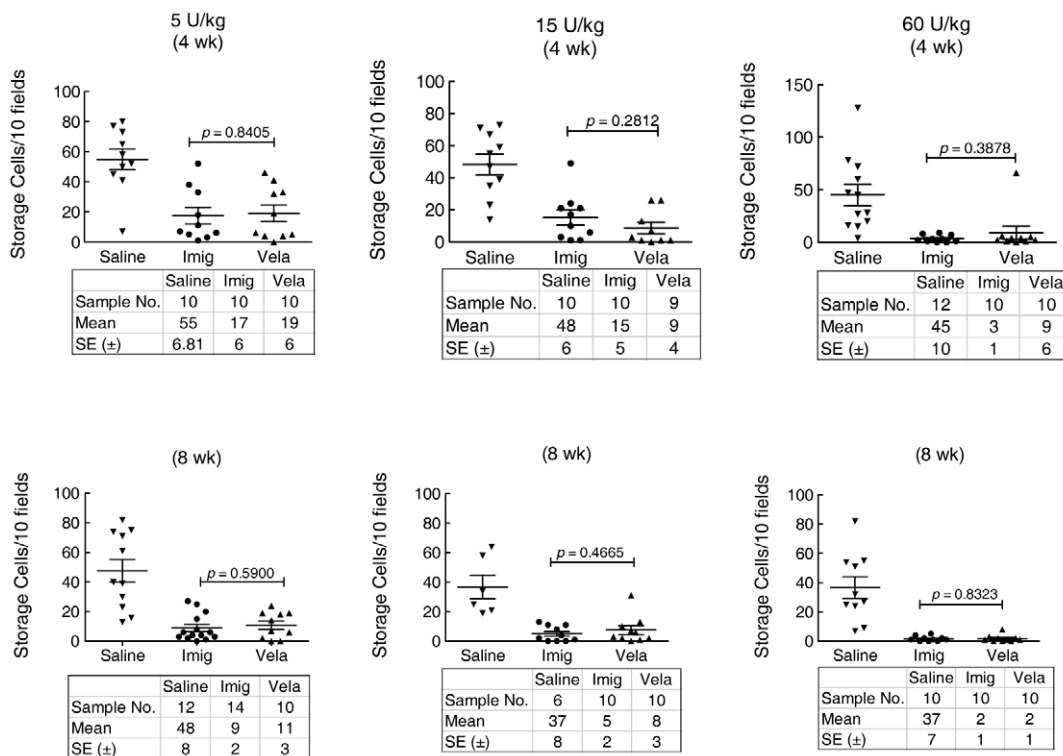 5 U/kg
(4 wk)
Storage Cells/10 fields
100
80
60
40
20
0
p = 0.8405
Saline Imig Vela
Saline Imig Vela
Sample No. 10 10 10
Mean 55 17 19
SE (±) 6.81 6 6
15 U/kg
(4 wk)
Storage Cells/10 fields
100
80
60
40
20
0
p = 0.2812
Saline Imig Vela
Saline Imig Vela
Sample No. 10 10 9
Mean 48 15 9
SE (±) 6 5 4
60 U/kg
(4 wk)
Storage Cells/10 fields
150
100
50
0
p = 0.3878
Saline Imig Vela
Saline Imig Vela
Sample No. 12 10 10
Mean 45 3 9
SE (±) 10 1 6
(8 wk)
Storage Cells/10 fields
100
80
60
40
20
0
p = 0.5900
Saline Imig Vela
Saline Imig Vela
Sample No. 12 14 10
Mean 48 9 11
SE (±) 8 2 3
(8 wk)
Storage Cells/10 fields
100
80
60
40
20
0
p = 0.4665
Saline Imig Vela
Saline Imig Vela
Sample No. 6 10 10
Mean 37 5 8
SE (±) 8 2 3
(8 wk)
Storage Cells/10 fields
100
80
60
40
20
0
p = 0.8323
Saline Imig Vela
Saline Imig Vela
Sample No. 10 10 10
Mean 37 2 2
SE (±) 7 1 1